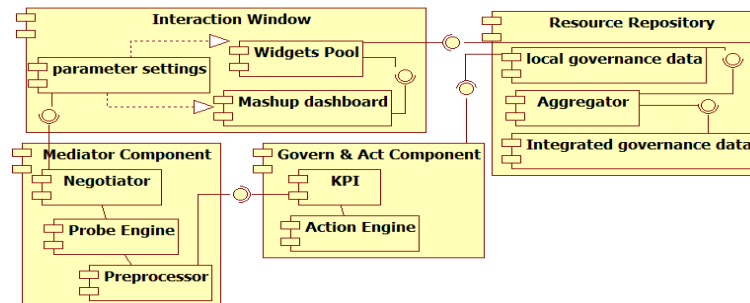 Interaction Window
Widgets Pool
parameter settings
Mashup dashboard
Resource Repository
local governance data
Aggregator
Integrated governance data
Mediator Component
Negotiator
Probe Engine
Preprocessor
Govern & Act Component
KPI
Action Engine